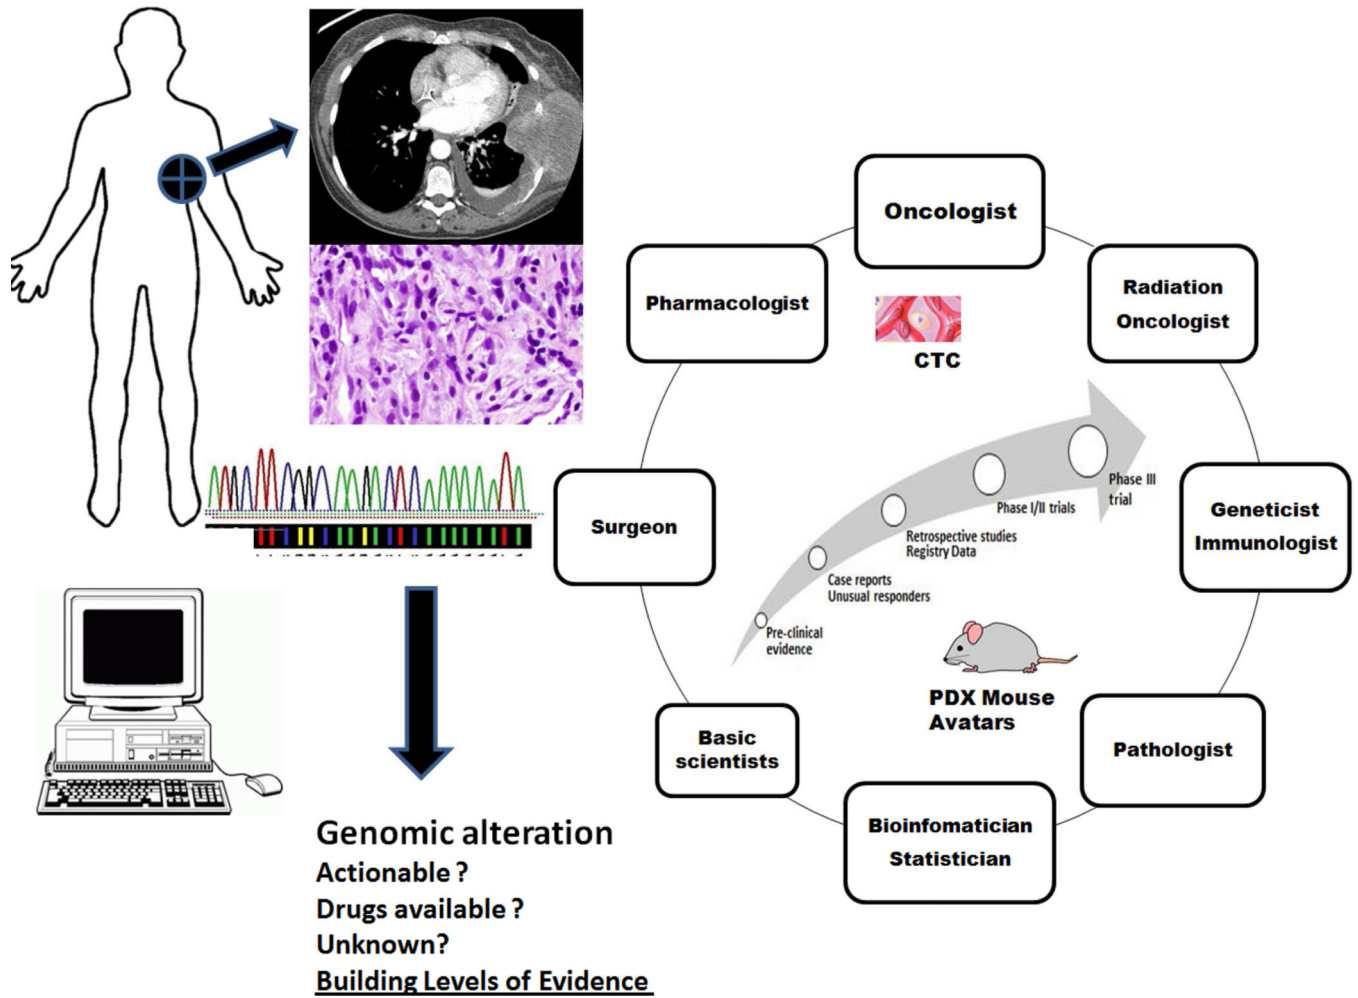 Oncologist
Pharmacologist
Radiation
Oncologist
CTC
Surgeon
Geneticist
Immunologist
Phase III
trial
Phase I/II trials
Retrospective studies
Registry Data
Case reports
Unusual responders
Pre-clinical
evidence
PDX Mouse
Avatars
Basic
scientists
Pathologist
Bioinfomatician
Statistician
Genomic alteration
Actionable ?
Drugs available ?
Unknown?
Building Levels of Evidence